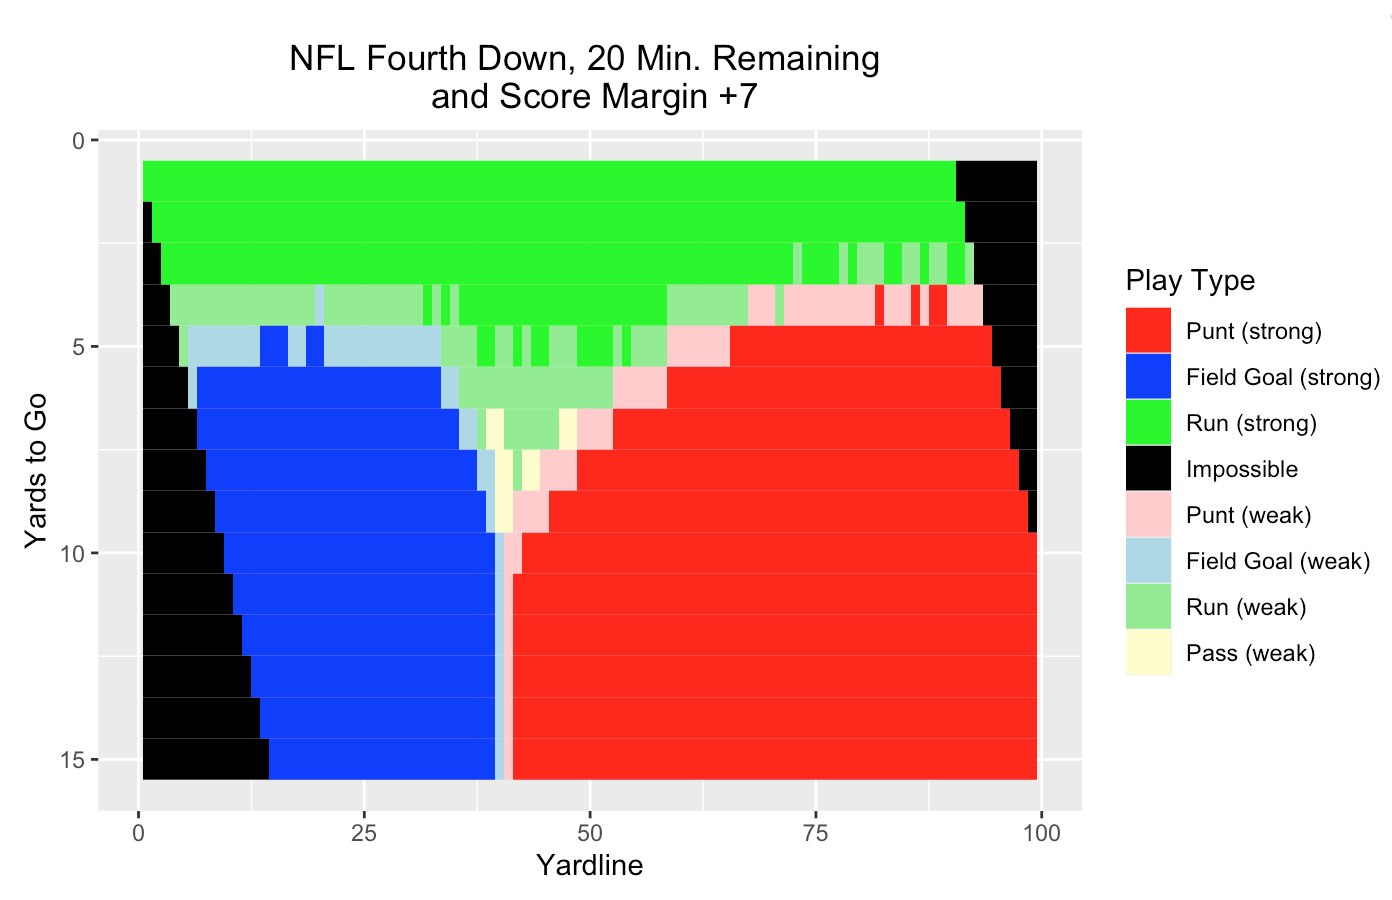 NFL Fourth Down, 20 Min. Remaining
and Score Margin +7
0
5
10
15
Yards to Go
0 25 50 75 100
Yardline
Play Type
Punt (strong)
Field Goal (strong)
Run (strong)
Impossible
Punt (weak)
Field Goal (weak)
Run (weak)
Pass (weak)